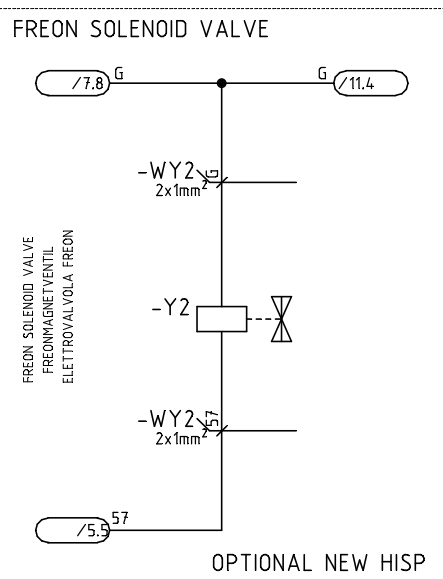 FREON SOLENOID VALVE
/7.8
G
G
/11.4
-WY2
G
2x1mm²
FREON SOLENOID VALVE
FREONMAGNETVENTIL
ELETTROVALVOLA FREON
-Y2
-WY2
57
2x1mm²
57
/5.5
OPTIONAL NEW HISP